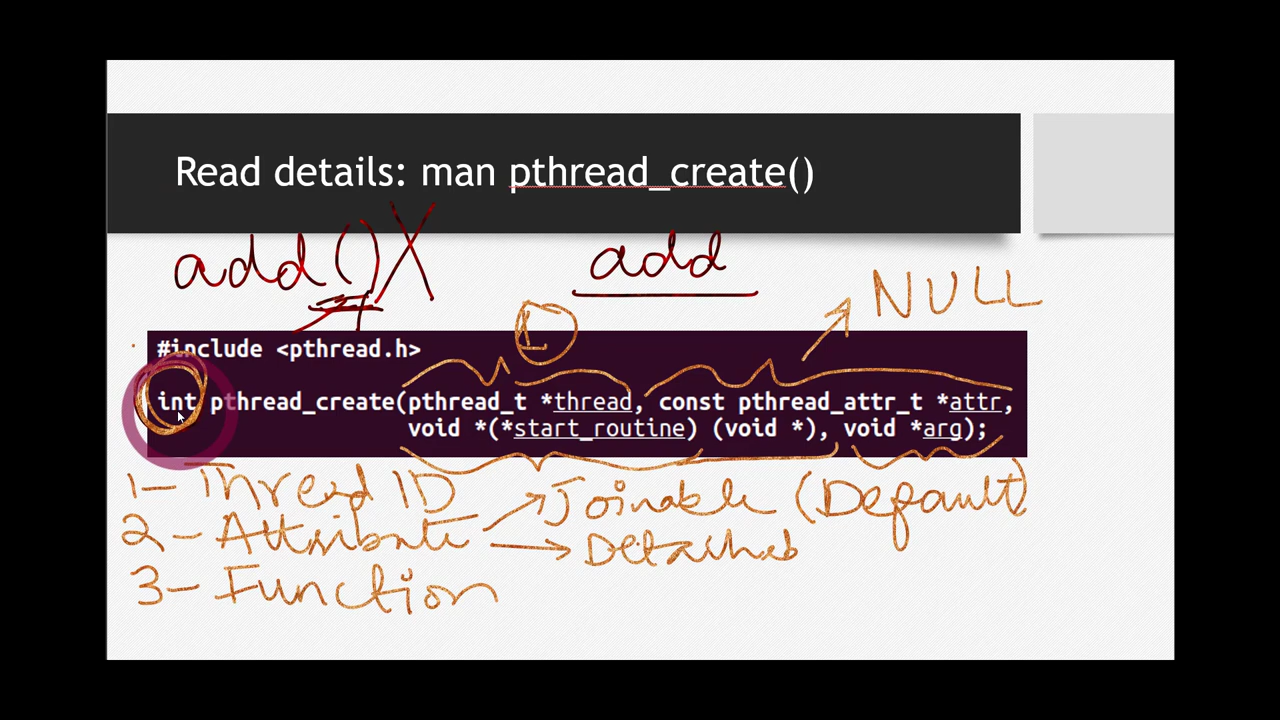 Read details: man pthread_create()
add () X add
NULL
#include <pthread.h>
int pthread_create(pthread_t *thread, const pthread_attr_t *attr,
void *(*start_routine) (void *), void *arg);
1- Thread ID
2- Attribute → Joinable (Default)
→ Detached
3- Function